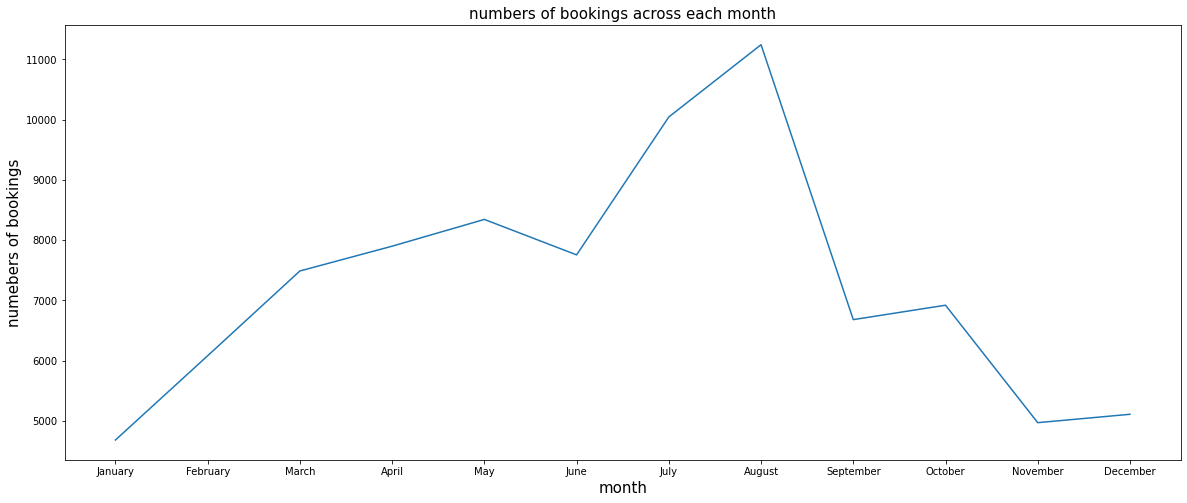 numbers of bookings across each month
numebers of bookings
11000
10000
9000
8000
7000
6000
5000
January February March April May June July August September October November December
month